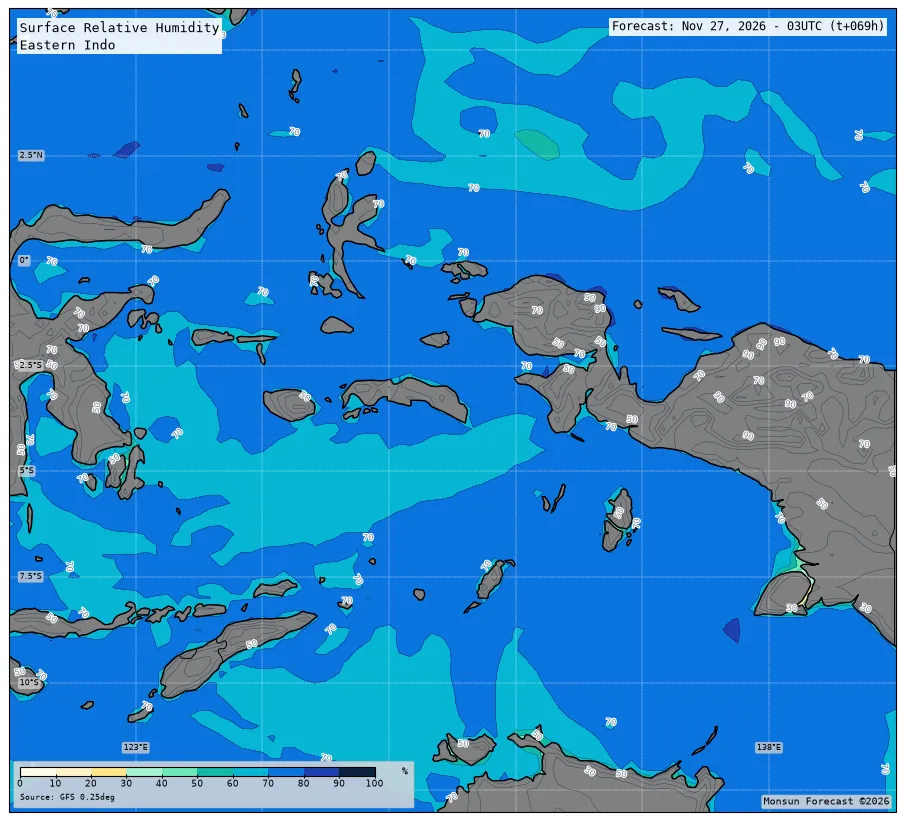 Surface Relative Humidity
Eastern Indo
Forecast: Nov 27, 2026 - 03UTC (t+069h)
2.5°N
0°
2.5°S
5°S
7.5°S
10°S
123°E
138°E
0 10 20 30 40 50 60 70 80 90 100 %
Source: GFS 0.25deg
Monsun Forecast ©2026